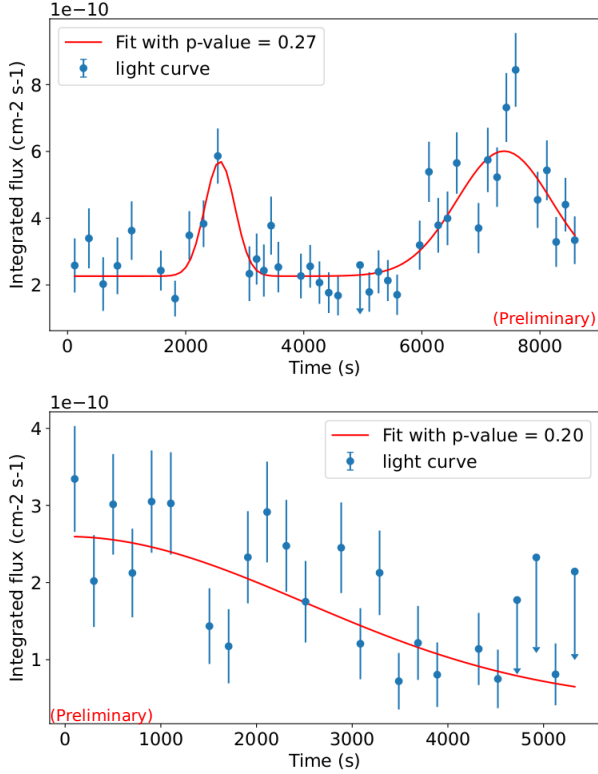 1e−10
Fit with p-value = 0.27
light curve
8
6
4
2
Integrated flux (cm-2 s-1)
(Preliminary)
0 2000 4000 6000 8000
Time (s)
1e−10
Fit with p-value = 0.20
light curve
4
3
2
1
Integrated flux (cm-2 s-1)
(Preliminary)
0 1000 2000 3000 4000 5000
Time (s)